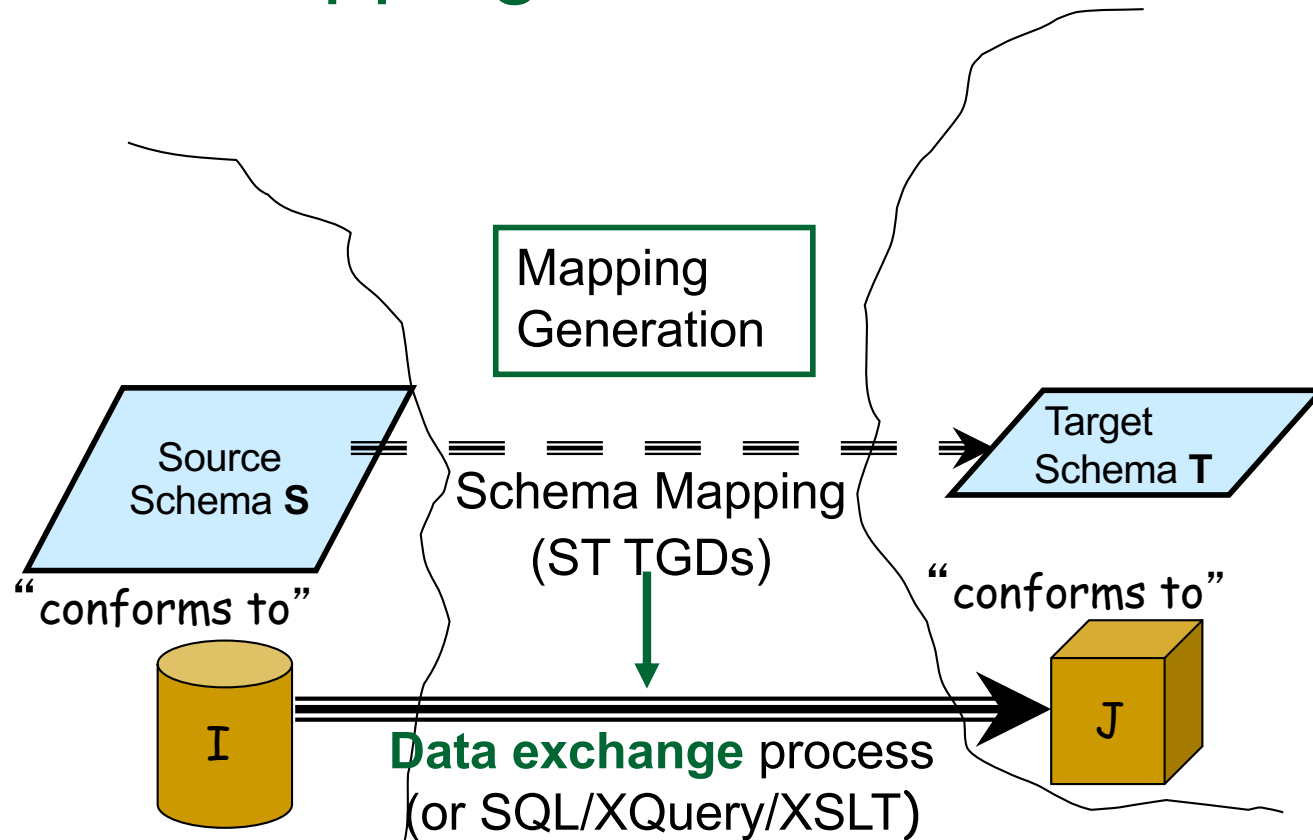 Mapping
Generation
Source
Schema S
Target
Schema T
Schema Mapping
(ST TGDs)
“conforms to”
“conforms to”
I
J
Data exchange process
(or SQL/XQuery/XSLT)